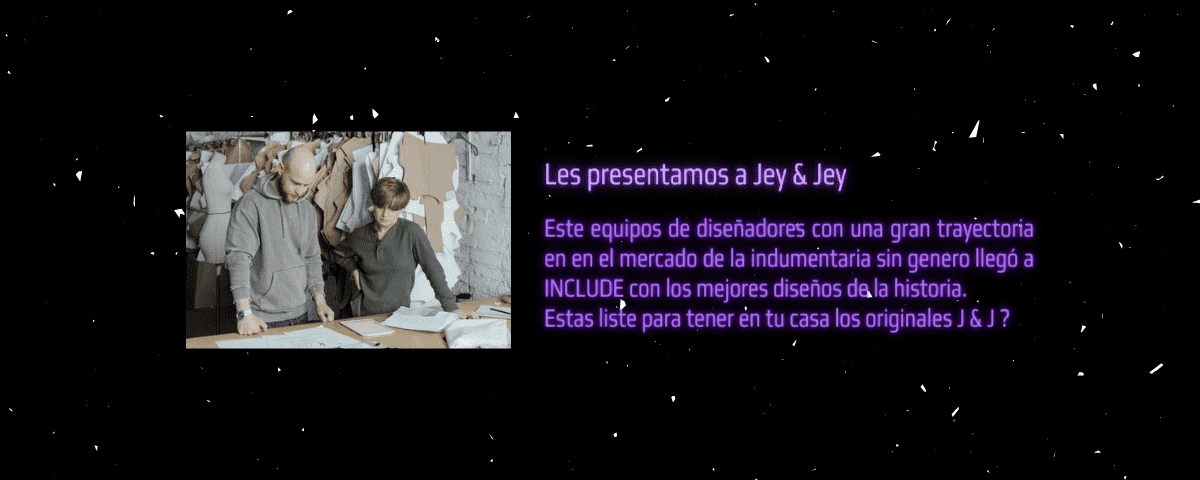 Les presentamos a Jey & Jey
Este equipos de diseñadores con una gran trayectoria
en en el mercado de la indumentaria sin genero llegó a
INCLUDE con los mejores diseños de la historia.
Estas liste para tener en tu casa los originales J & J ?